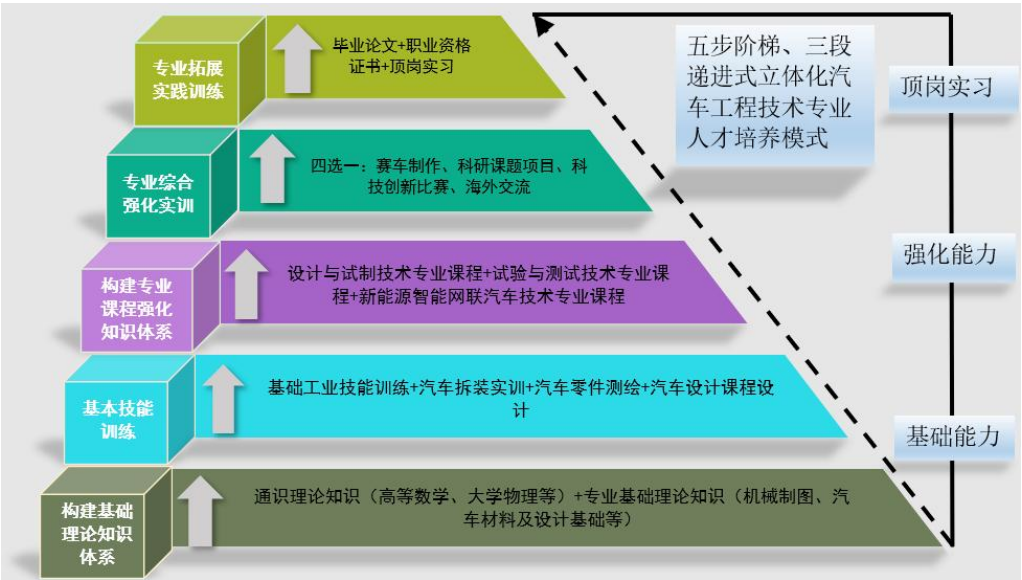 专业拓展
实践训练
毕业论文+职业资格
证书+顶岗实习
五步阶梯、三段
递进式立体化汽
车工程技术专业
人才培养模式
顶岗实习
专业综合
强化实训
四选一：赛车制作、科研课题项目、科
技创新比赛、海外交流
强化能力
构建专业
课程强化
知识体系
设计与试制技术专业课程+试验与测试技术专业课
程+新能源智能网联汽车技术专业课程
基本技能
训练
基础工业技能训练+汽车拆装实训+汽车零件测绘+汽车设计课程设
计
基础能力
构建基础
理论知识
体系
通识理论知识（高等数学、大学物理等）+专业基础理论知识（机械制图、汽
车材料及设计基础等）